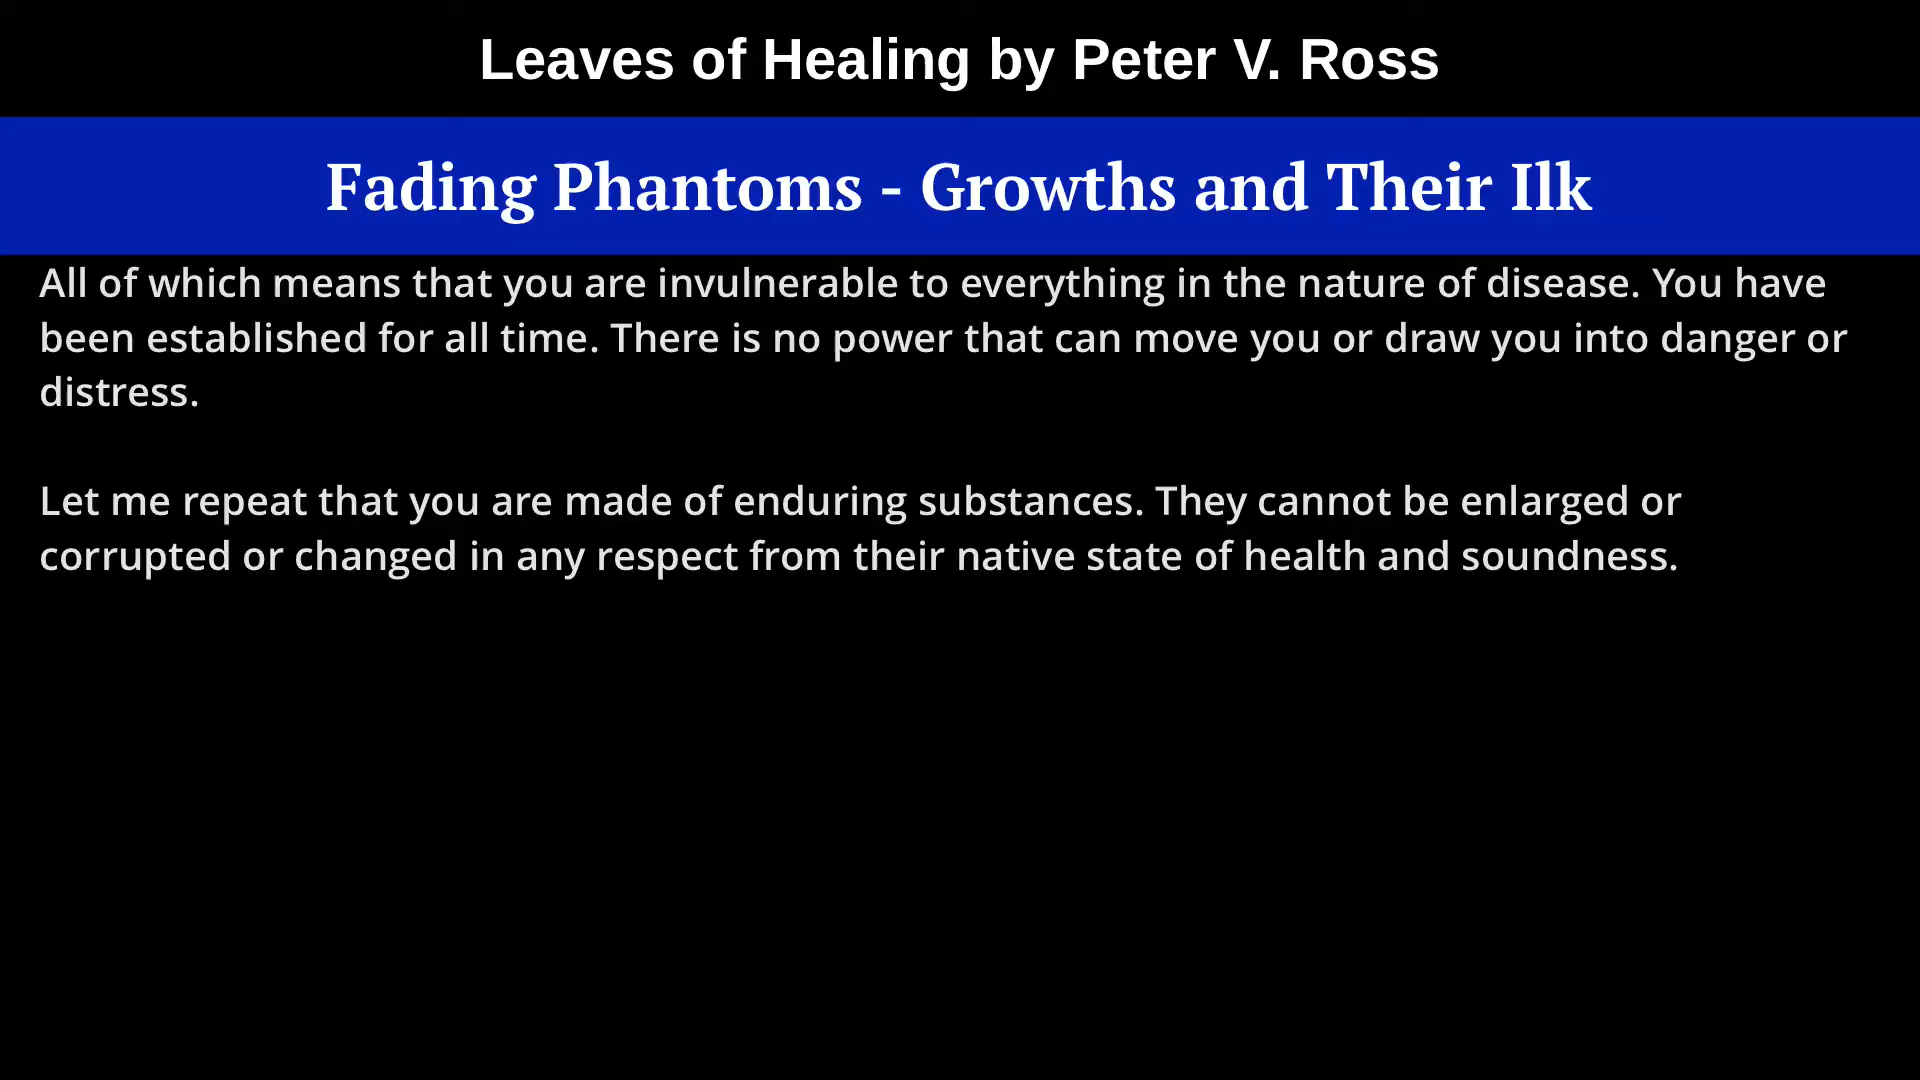 Leaves of Healing by Peter V. Ross
Fading Phantoms - Growths and Their Ilk
All of which means that you are invulnerable to everything in the nature of disease. You have
been established for all time. There is no power that can move you or draw you into danger or
distress.
Let me repeat that you are made of enduring substances. They cannot be enlarged or
corrupted or changed in any respect from their native state of health and soundness.